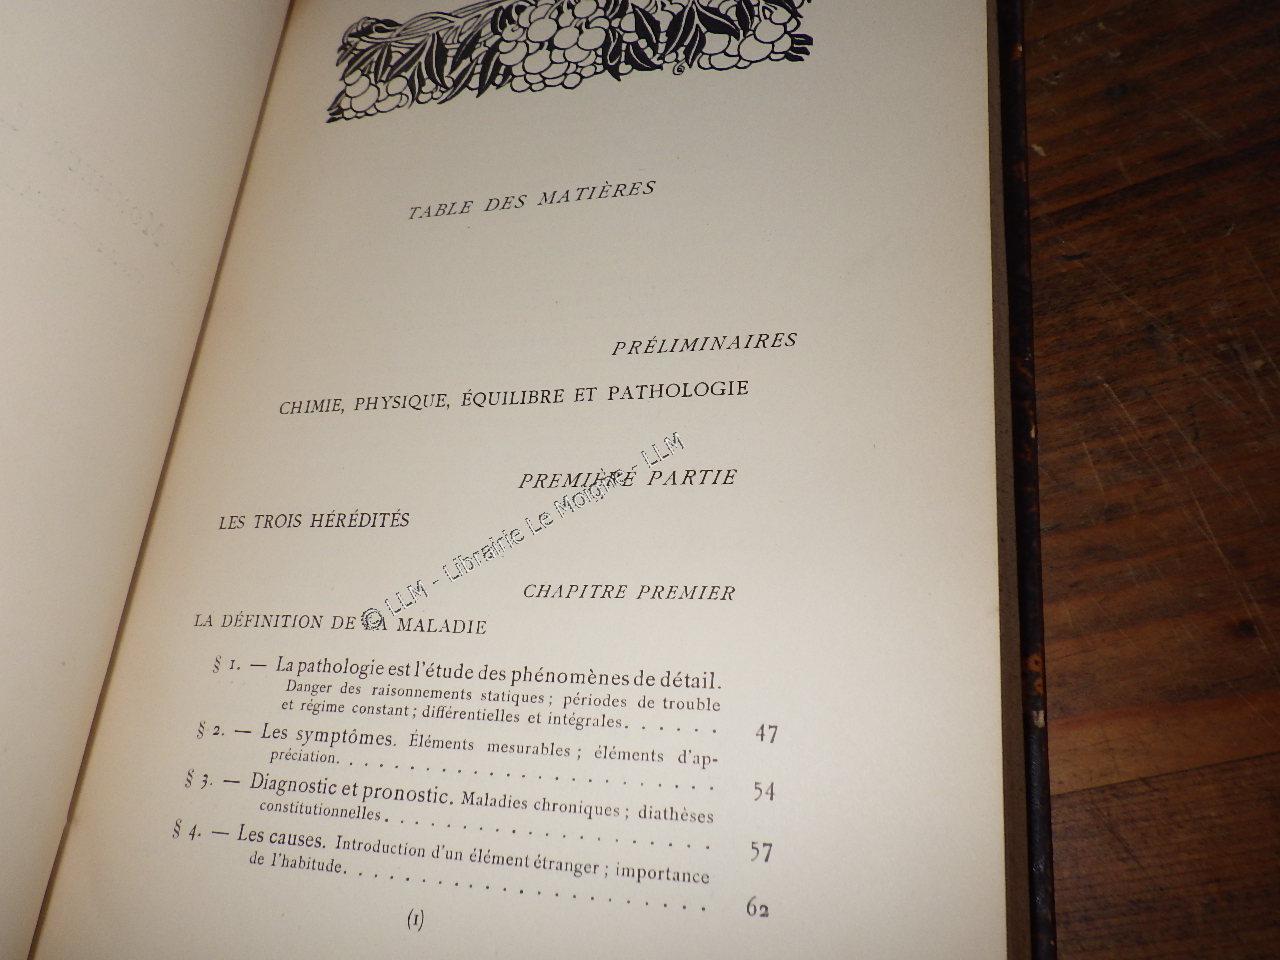 TABLE DES MATIÈRES
PRÉLIMINAIRES
CHIMIE, PHYSIQUE, ÉQUILIBRE ET PATHOLOGIE
PREMIÈRE PARTIE
LES TROIS HÉRÉDITÉS
© LLM - Librairie Le Moigne - LLM
CHAPITRE PREMIER
LA DÉFINITION DE LA MALADIE
§ 1. — La pathologie est l'étude des phénomènes de détail.
Danger des raisonnements statiques ; périodes de trouble
et régime constant ; différentielles et intégrales. . . . . . 47
§ 2. — Les symptômes. Éléments mesurables ; éléments d'ap-
préciation. . . . . . . . . . . . . . . . . . . 54
§ 3. — Diagnostic et pronostic. Maladies chroniques ; diathèses
constitutionnelles . . . . . . . . . . . . . . . . 57
§ 4. — Les causes. Introduction d'un élément étranger ; importance
de l'habitude. . . . . . . . . . . . . . . . . . . 62
(1)